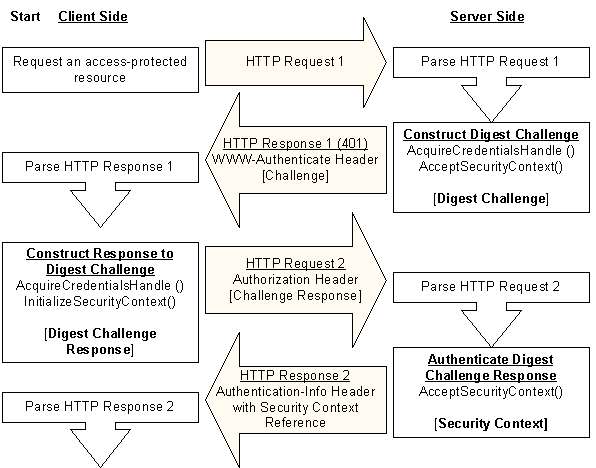 Start Client Side
Server Side
Request an access-protected
resource
HTTP Request 1
Parse HTTP Request 1
Construct Digest Challenge
AcquireCredentialsHandle ()
AcceptSecurityContext()
[Digest Challenge]
HTTP Response 1 (401)
WWW-Authenticate Header
[Challenge]
Parse HTTP Response 1
Construct Response to
Digest Challenge
AcquireCredentialsHandle ()
InitializeSecurityContext()
[Digest Challenge
Response]
HTTP Request 2
Authorization Header
[Challenge Response]
Parse HTTP Request 2
Authenticate Digest
Challenge Response
AcceptSecurityContext()
[Security Context]
HTTP Response 2
Authentication-Info Header
with Security Context
Reference
Parse HTTP Response 2